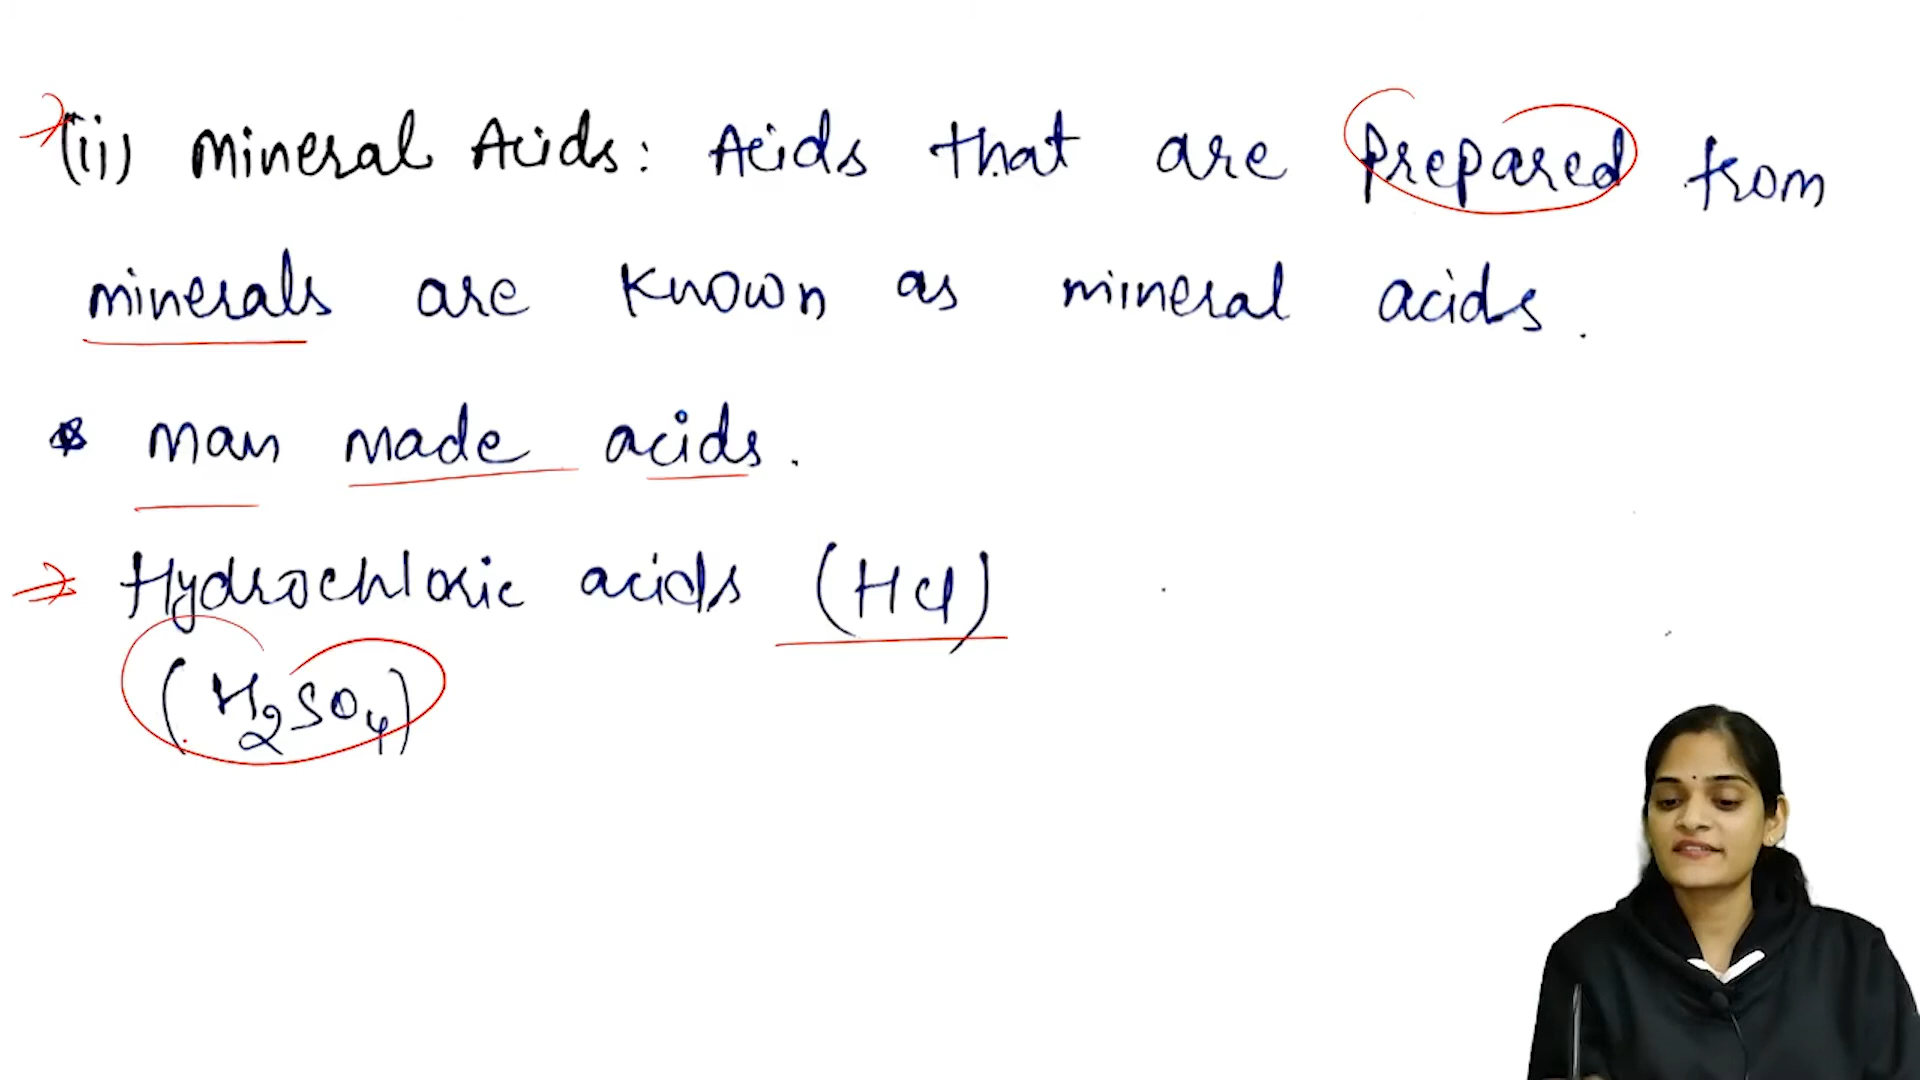 (ii) Mineral Acids: Acids that are prepared from
minerals are known as mineral acids.
* Man made acids.
⇒ Hydrochloric acids (HCl)
(H₂SO₄)